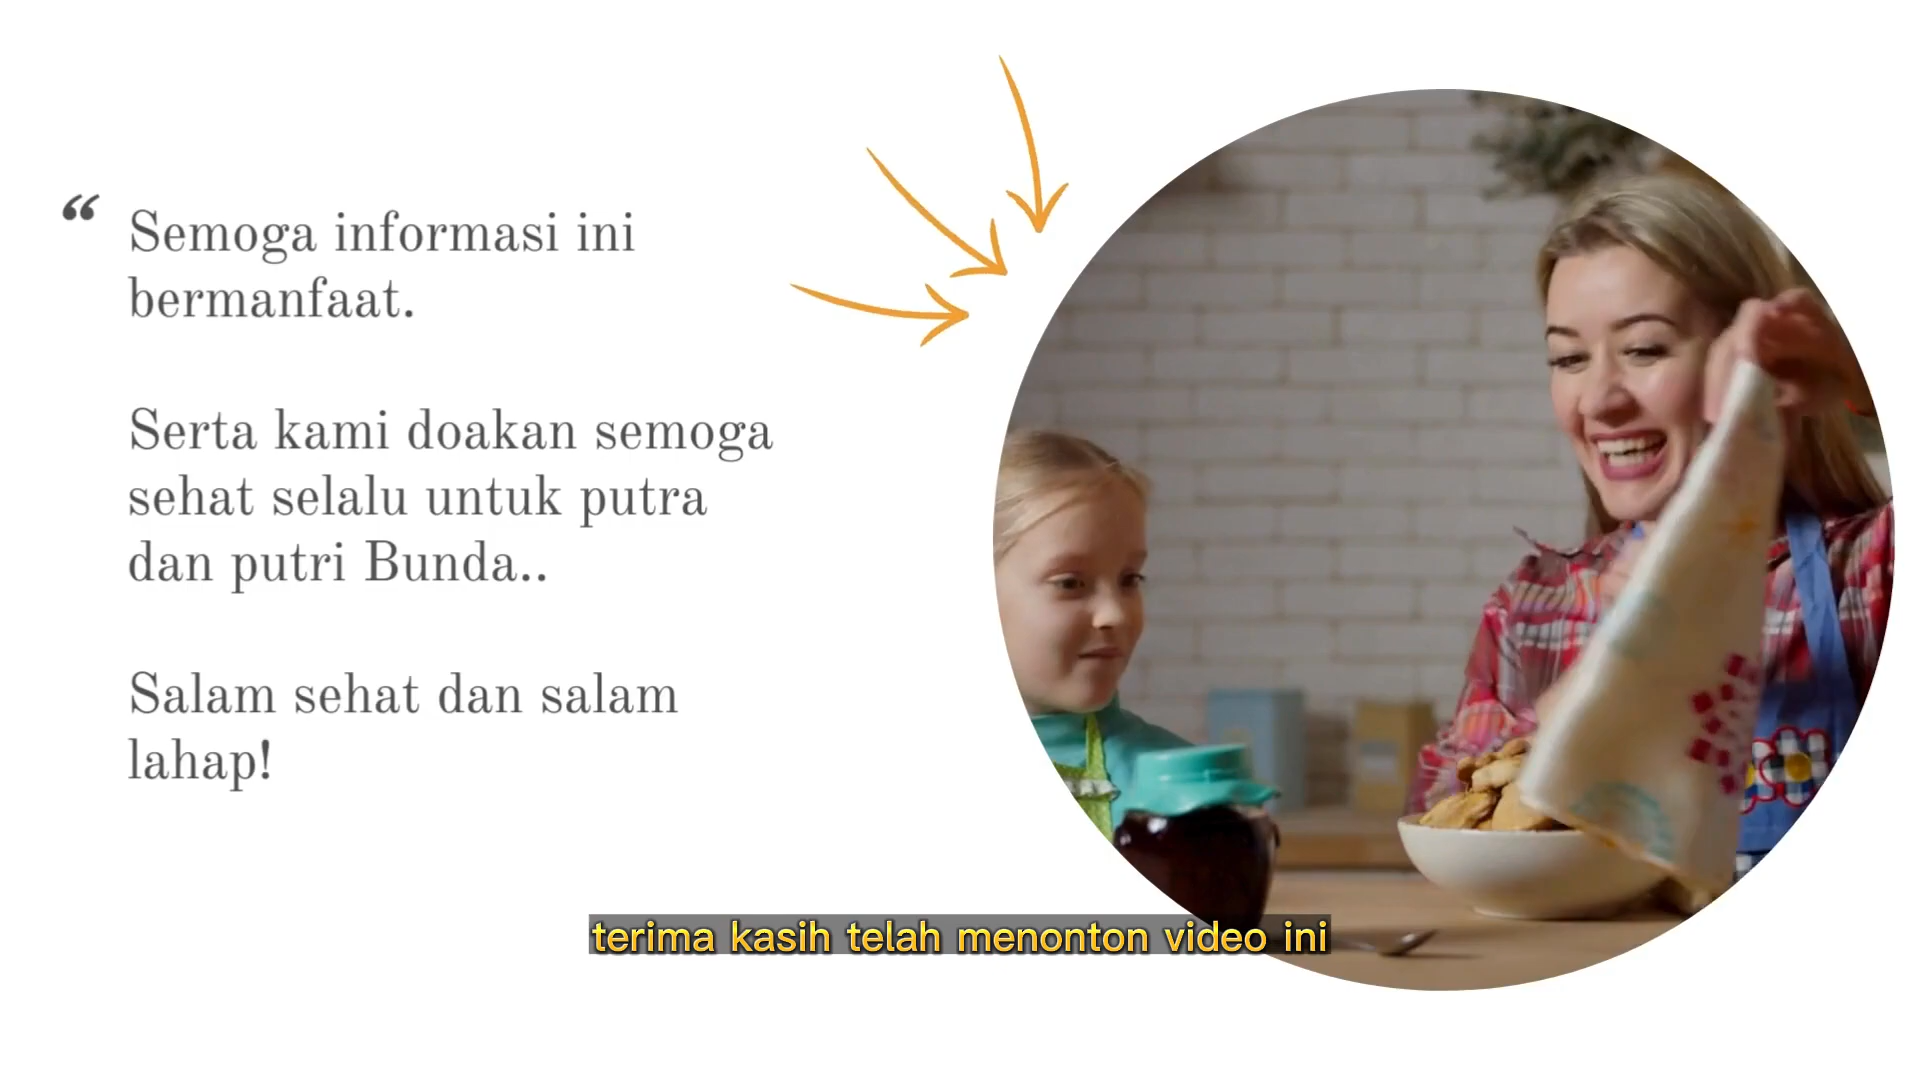 “ Semoga informasi ini
bermanfaat.
Serta kami doakan semoga
sehat selalu untuk putra
dan putri Bunda..
Salam sehat dan salam
lahap!
terima kasih telah menonton video ini